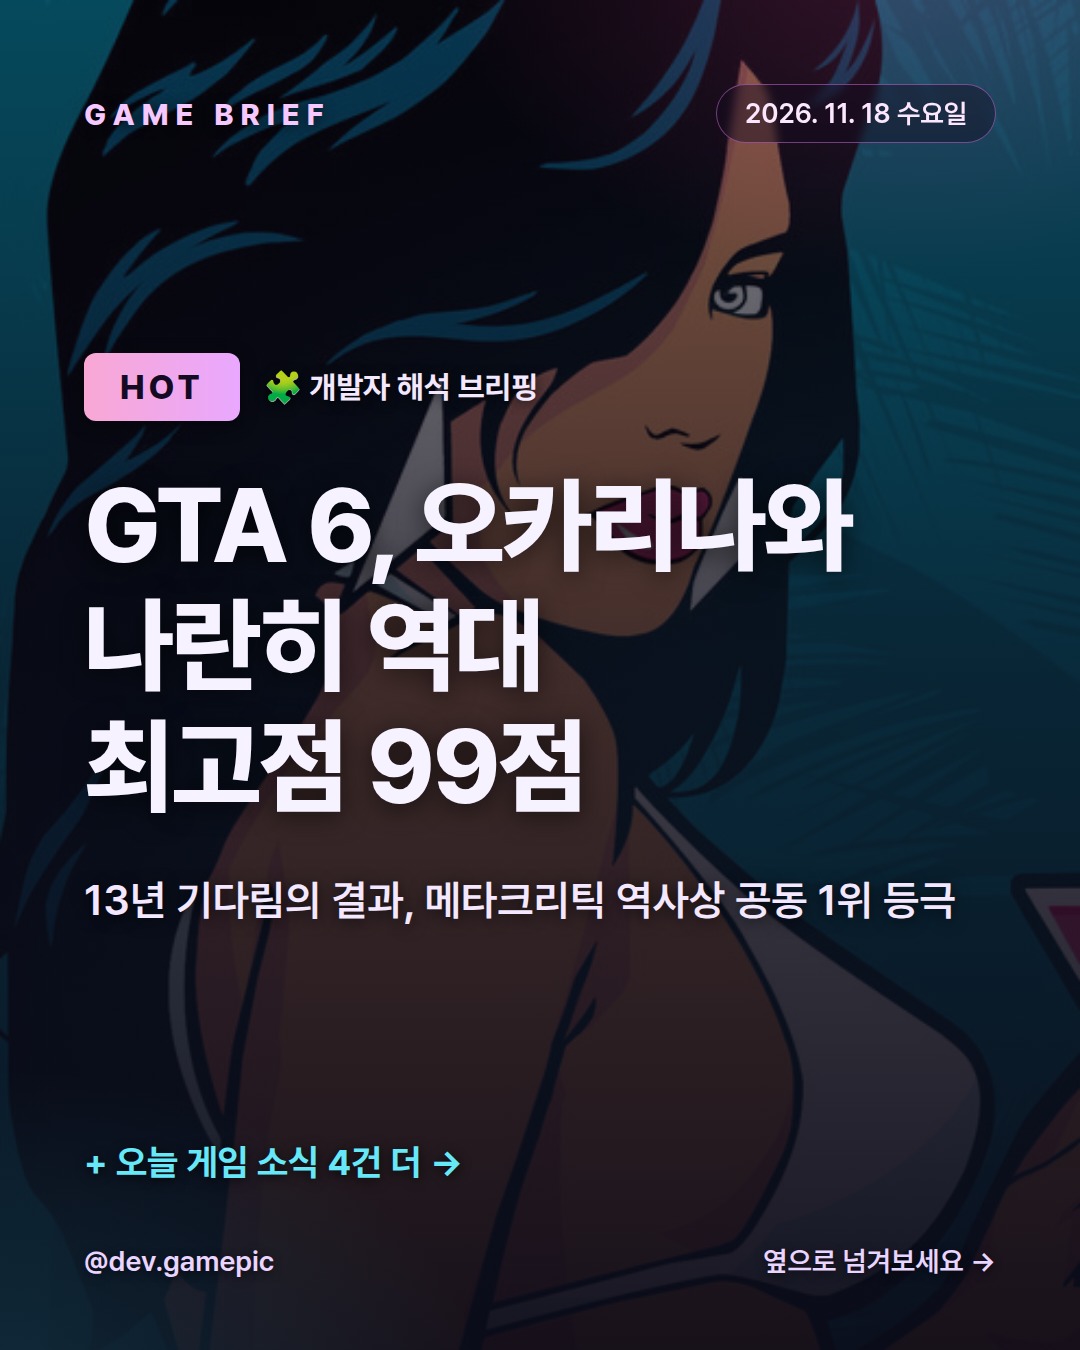 GAME BRIEF
2026. 11. 18 수요일
HOT
🧩 개발자 해석 브리핑
GTA 6, 오카리나와
나란히 역대
최고점 99점
13년 기다림의 결과, 메타크리틱 역사상 공동 1위 등극
+ 오늘 게임 소식 4건 더 →
@dev.gamepic
옆으로 넘겨보세요 →